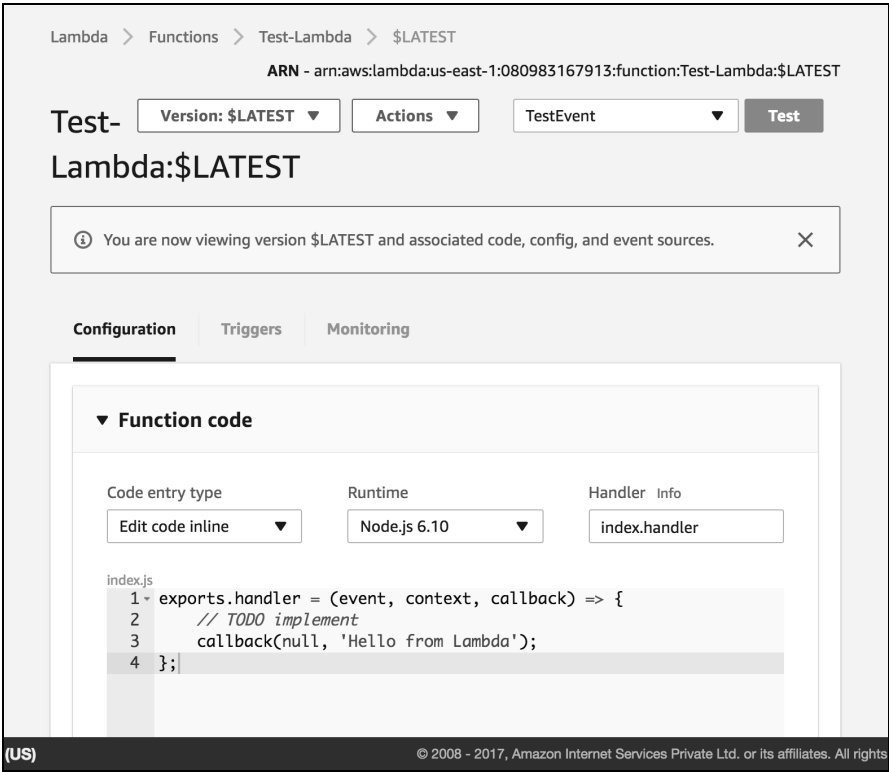 Lambda > Functions > Test-Lambda > $LATEST
ARN - arn:aws:lambda:us-east-1:080983167913:function:Test-Lambda:$LATEST
Test-Lambda:$LATEST
Version: $LATEST
Actions
TestEvent
Test
You are now viewing version $LATEST and associated code, config, and event sources.
Configuration Triggers Monitoring
Function code
Code entry type Runtime Handler Info
Edit code inline Node.js 6.10 index.handler
index.js
1 exports.handler = (event, context, callback) => {
2     // TODO implement
3     callback(null, 'Hello from Lambda');
4 };
(US) © 2008 - 2017, Amazon Internet Services Private Ltd. or its affiliates. All rights